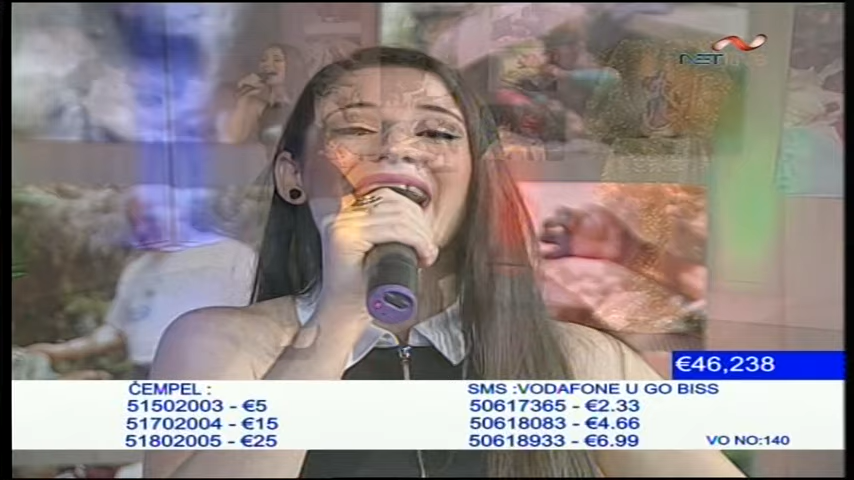 NET live
€46,238
ĊEMPEL :
51502003 - €5
51702004 - €15
51802005 - €25
SMS :VODAFONE U GO BISS
50617365 - €2.33
50618083 - €4.66
50618933 - €6.99
VO NO:140